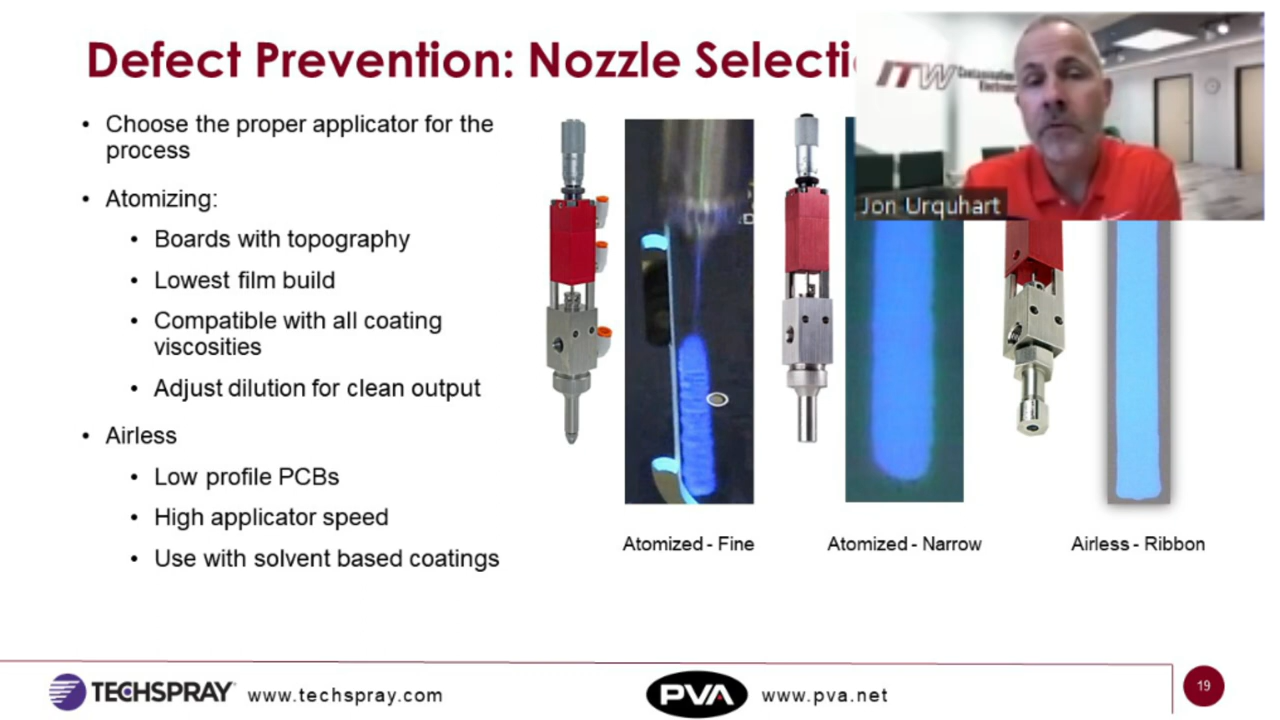 Defect Prevention: Nozzle Selecti
ITW Contamination
Electronic
Jon Urquhart
• Choose the proper applicator for the
process
• Atomizing:
• Boards with topography
• Lowest film build
• Compatible with all coating
viscosities
• Adjust dilution for clean output
• Airless
• Low profile PCBs
• High applicator speed
• Use with solvent based coatings
Atomized - Fine
Atomized - Narrow
Airless - Ribbon
TECHSPRAY www.techspray.com
PVA www.pva.net
19